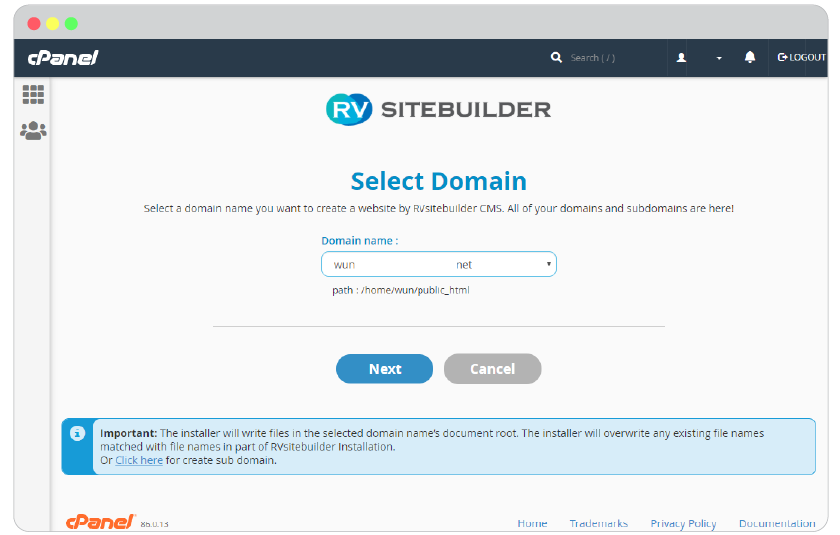 cPanel
Search ( / )
LOGOUT
RV SITEBUILDER
Select Domain
Select a domain name you want to create a website by RVsitebuilder CMS. All of your domains and subdomains are here!
Domain name :
wun net
path : /home/wun/public_html
Next Cancel
Important: The installer will write files in the selected domain name's document root. The installer will overwrite any existing file names
matched with file names in part of RVsitebuilder Installation.
Or Click here for create sub domain.
cPanel 86.0.13 Home Trademarks Privacy Policy Documentation